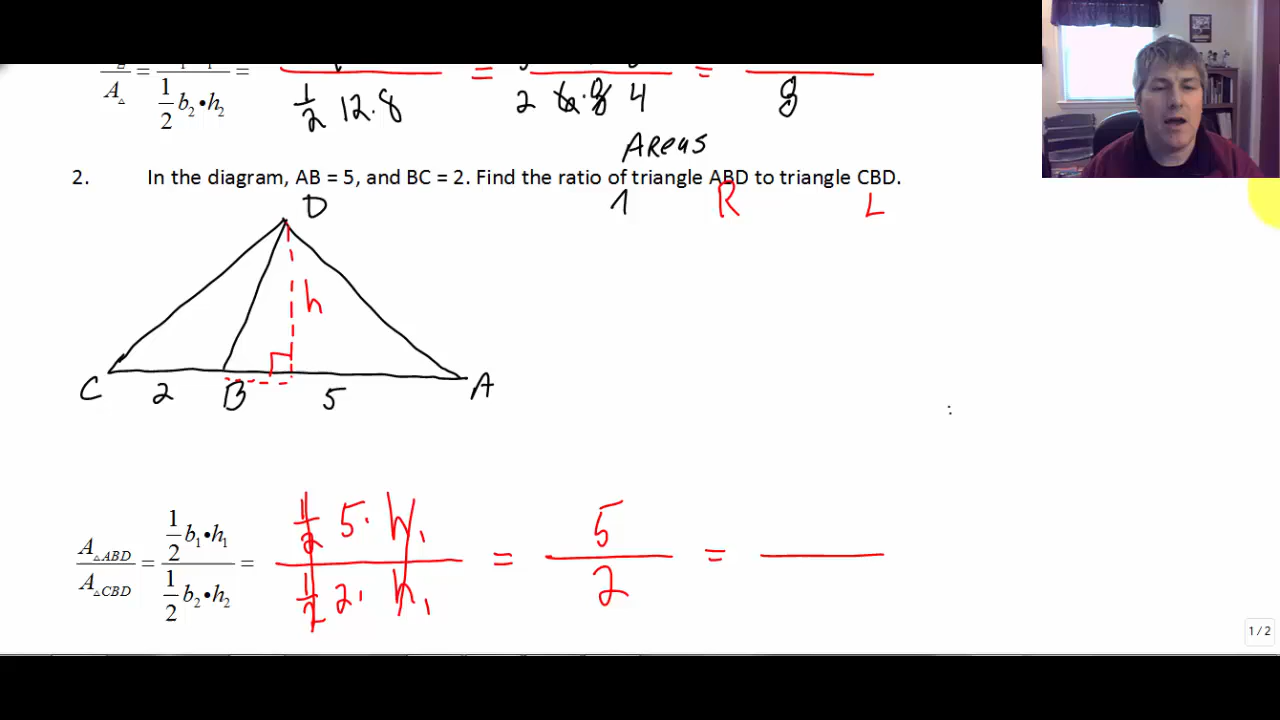 A△ = 1/2 b₂•h₂ =
1/2 12·8 = 2 6·8 4 = 8
Areas
2. In the diagram, AB = 5, and BC = 2. Find the ratio of triangle ABD to triangle CBD.
R L
D
h
C 2 B 5 A
A△ABD / A△CBD = 1/2 b₁•h₁ / 1/2 b₂•h₂ = 1/2 5·h₁ / 1/2 2·h₁ = 5/2 =
1 / 2